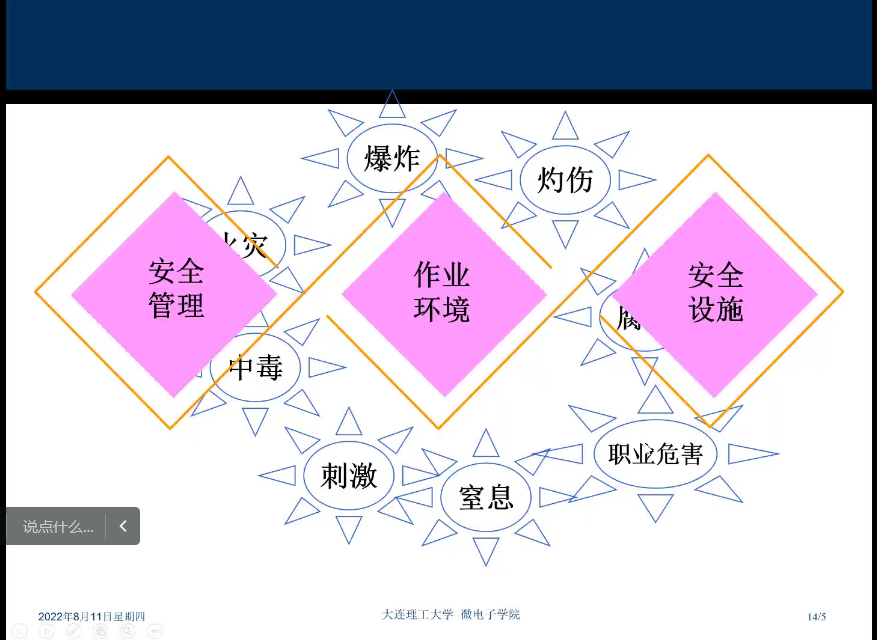 爆炸
灼伤
火灾
安全
管理
作业
环境
安全
设施
腐
中毒
职业危害
刺激
窒息
说点什么...
2022年8月11日星期四
大连理工大学 微电子学院
14/5